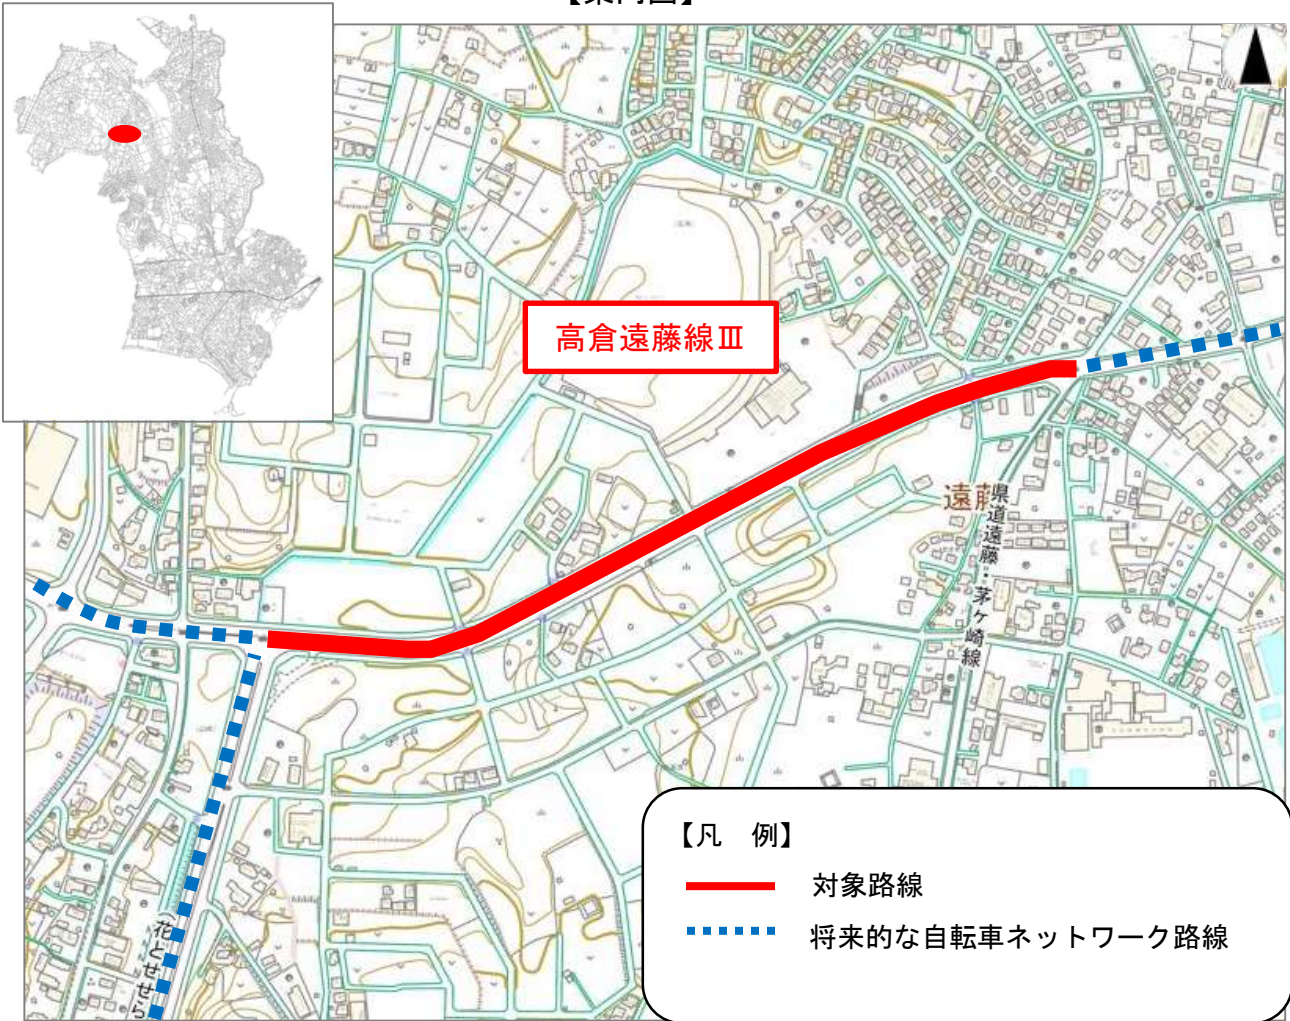 【案内図】
高倉遠藤線Ⅲ
遠藤
県道遠藤・茅ヶ崎線
(花とせせら
【凡　例】
対象路線
将来的な自転車ネットワーク路線